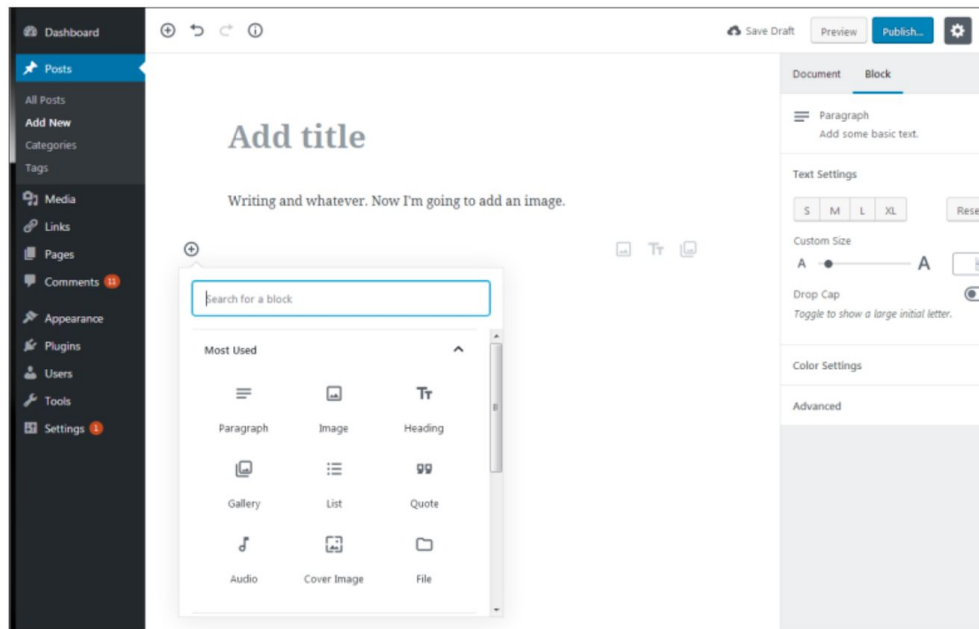 Dashboard
Posts
All Posts
Add New
Categories
Tags
Media
Links
Pages
Comments 11
Appearance
Plugins
Users
Tools
Settings 1
Save Draft
Preview
Publish...
Add title
Writing and whatever. Now I'm going to add an image.
Search for a block
Most Used
Paragraph Image Heading
Gallery List Quote
Audio Cover Image File
Document Block
Paragraph
Add some basic text.
Text Settings
S M L XL Rese
Custom Size
A A
Drop Cap
Toggle to show a large initial letter.
Color Settings
Advanced